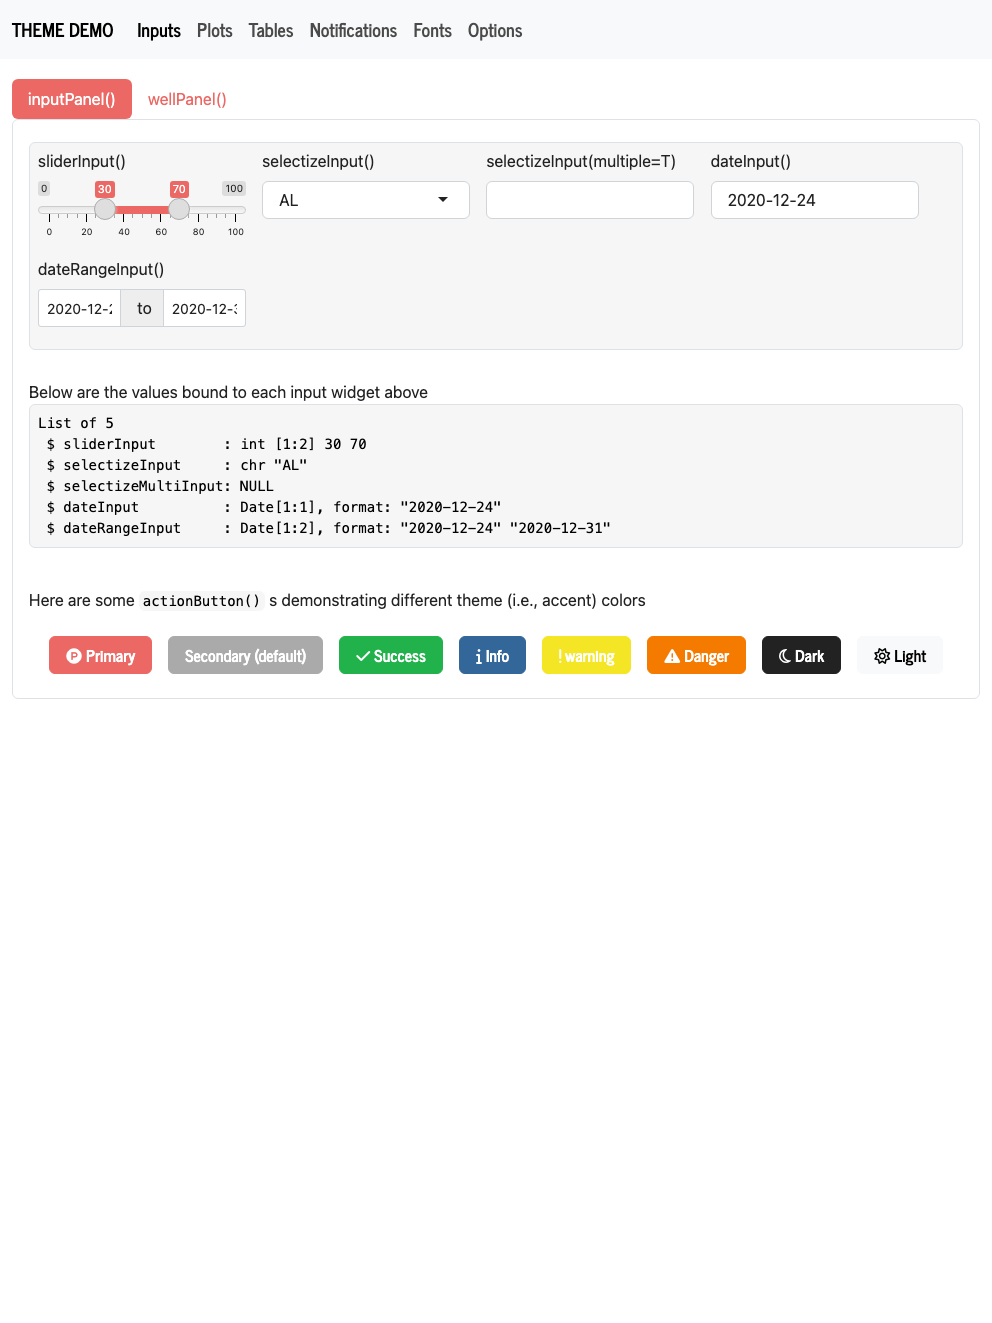 THEME DEMO Inputs Plots Tables Notifications Fonts Options
inputPanel() wellPanel()
sliderInput() selectizeInput() selectizeInput(multiple=T) dateInput()
0 30 70 100
AL 2020-12-24
0 20 40 60 80 100
dateRangeInput()
2020-12-2 to 2020-12-3
Below are the values bound to each input widget above
List of 5
$ sliderInput : int [1:2] 30 70
$ selectizeInput : chr "AL"
$ selectizeMultiInput: NULL
$ dateInput : Date[1:1], format: "2020-12-24"
$ dateRangeInput : Date[1:2], format: "2020-12-24" "2020-12-31"
Here are some actionButton() s demonstrating different theme (i.e., accent) colors
Primary Secondary (default) Success Info warning Danger Dark Light